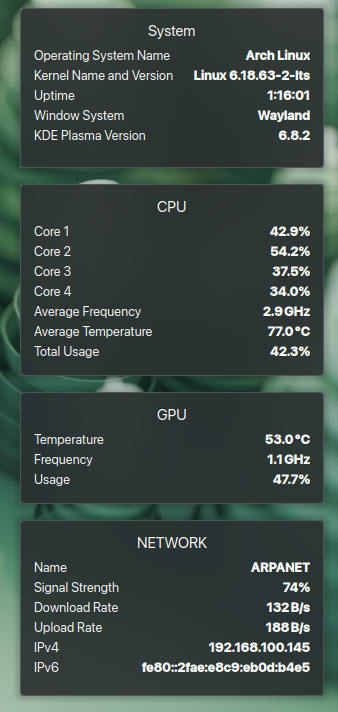 System
Operating System Name Arch Linux
Kernel Name and Version Linux 6.18.63-2-lts
Uptime 1:16:01
Window System Wayland
KDE Plasma Version 6.8.2
CPU
Core 1 42.9%
Core 2 54.2%
Core 3 37.5%
Core 4 34.0%
Average Frequency 2.9 GHz
Average Temperature 77.0 °C
Total Usage 42.3%
GPU
Temperature 53.0 °C
Frequency 1.1 GHz
Usage 47.7%
NETWORK
Name ARPANET
Signal Strength 74%
Download Rate 132 B/s
Upload Rate 188 B/s
IPv4 192.168.100.145
IPv6 fe80::2fae:e8c9:eb0d:b4e5